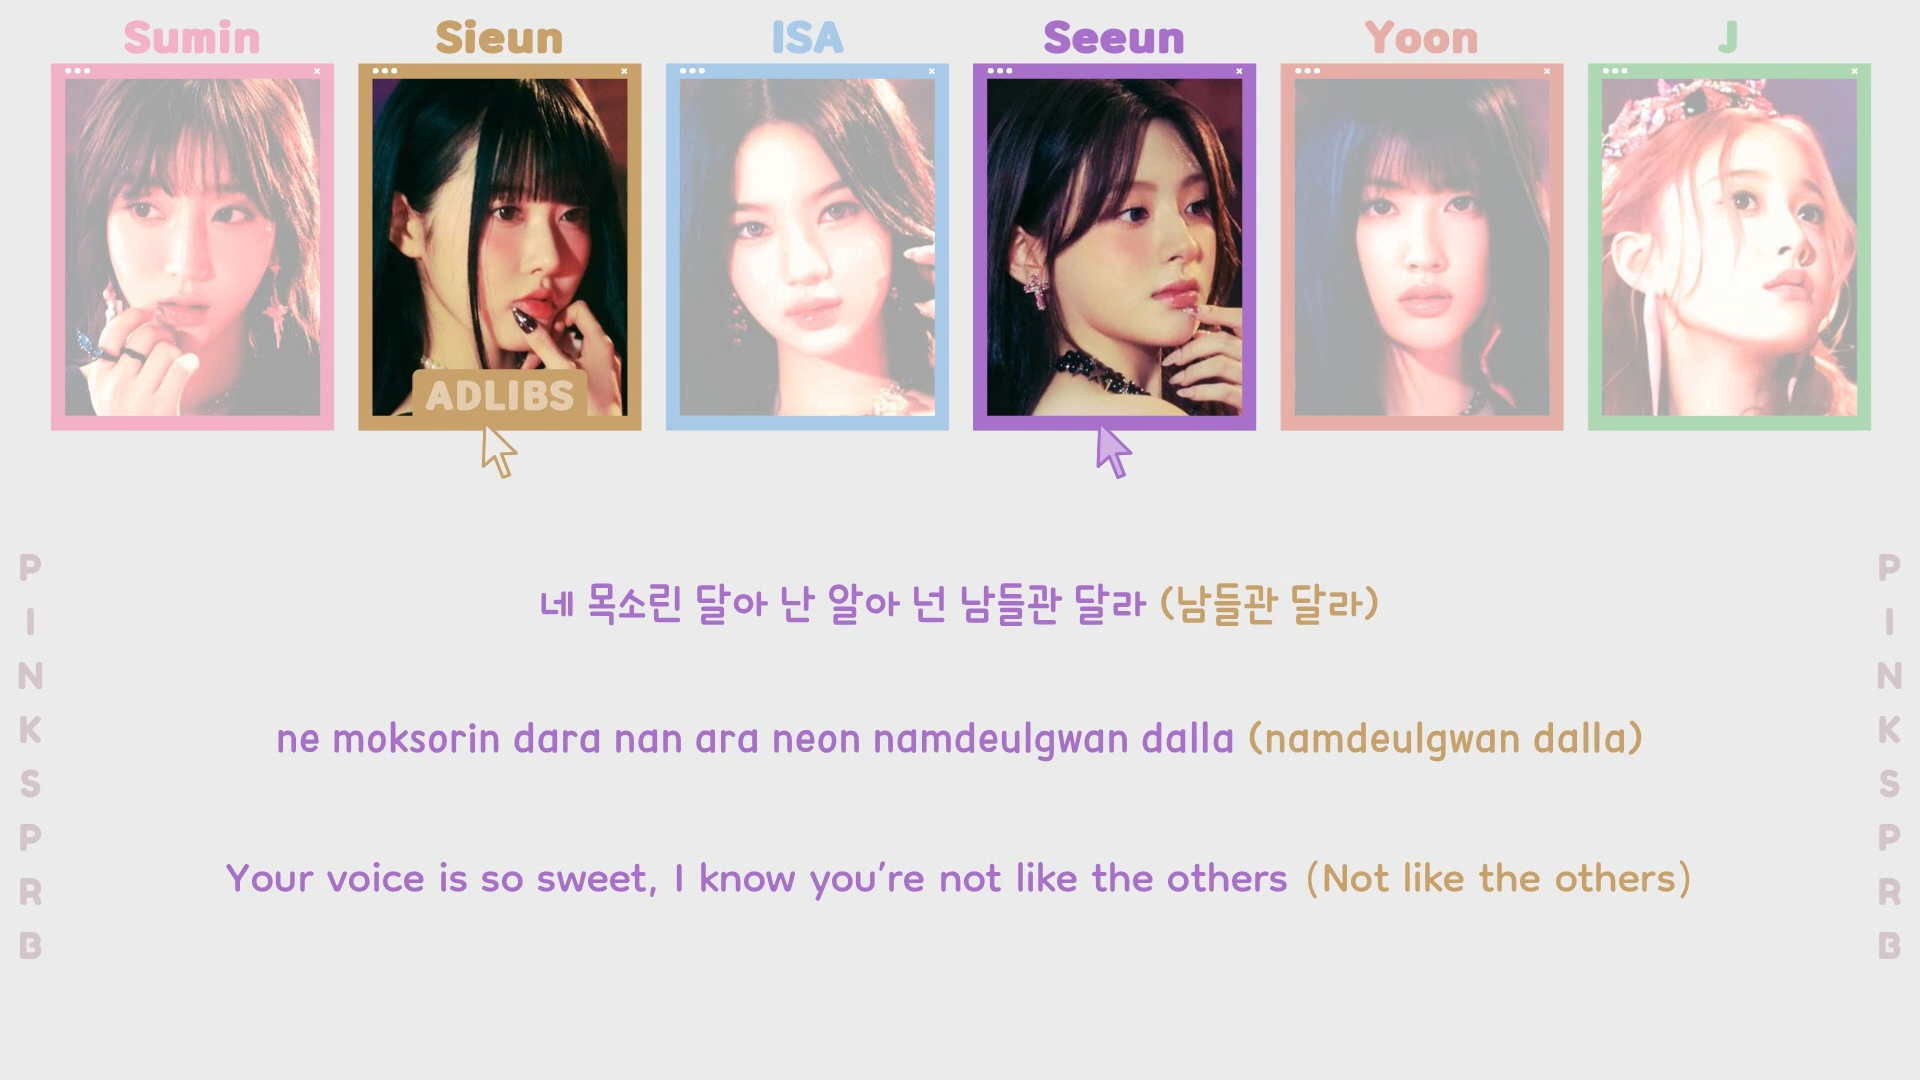 Sumin Sieun ISA Seeun Yoon J
ADLIBS
네 목소린 달아 난 알아 넌 남들관 달라 (남들관 달라)
ne moksorin dara nan ara neon namdeulgwan dalla (namdeulgwan dalla)
Your voice is so sweet, I know you’re not like the others (Not like the others)
PINKSPRB
PINKSPRB